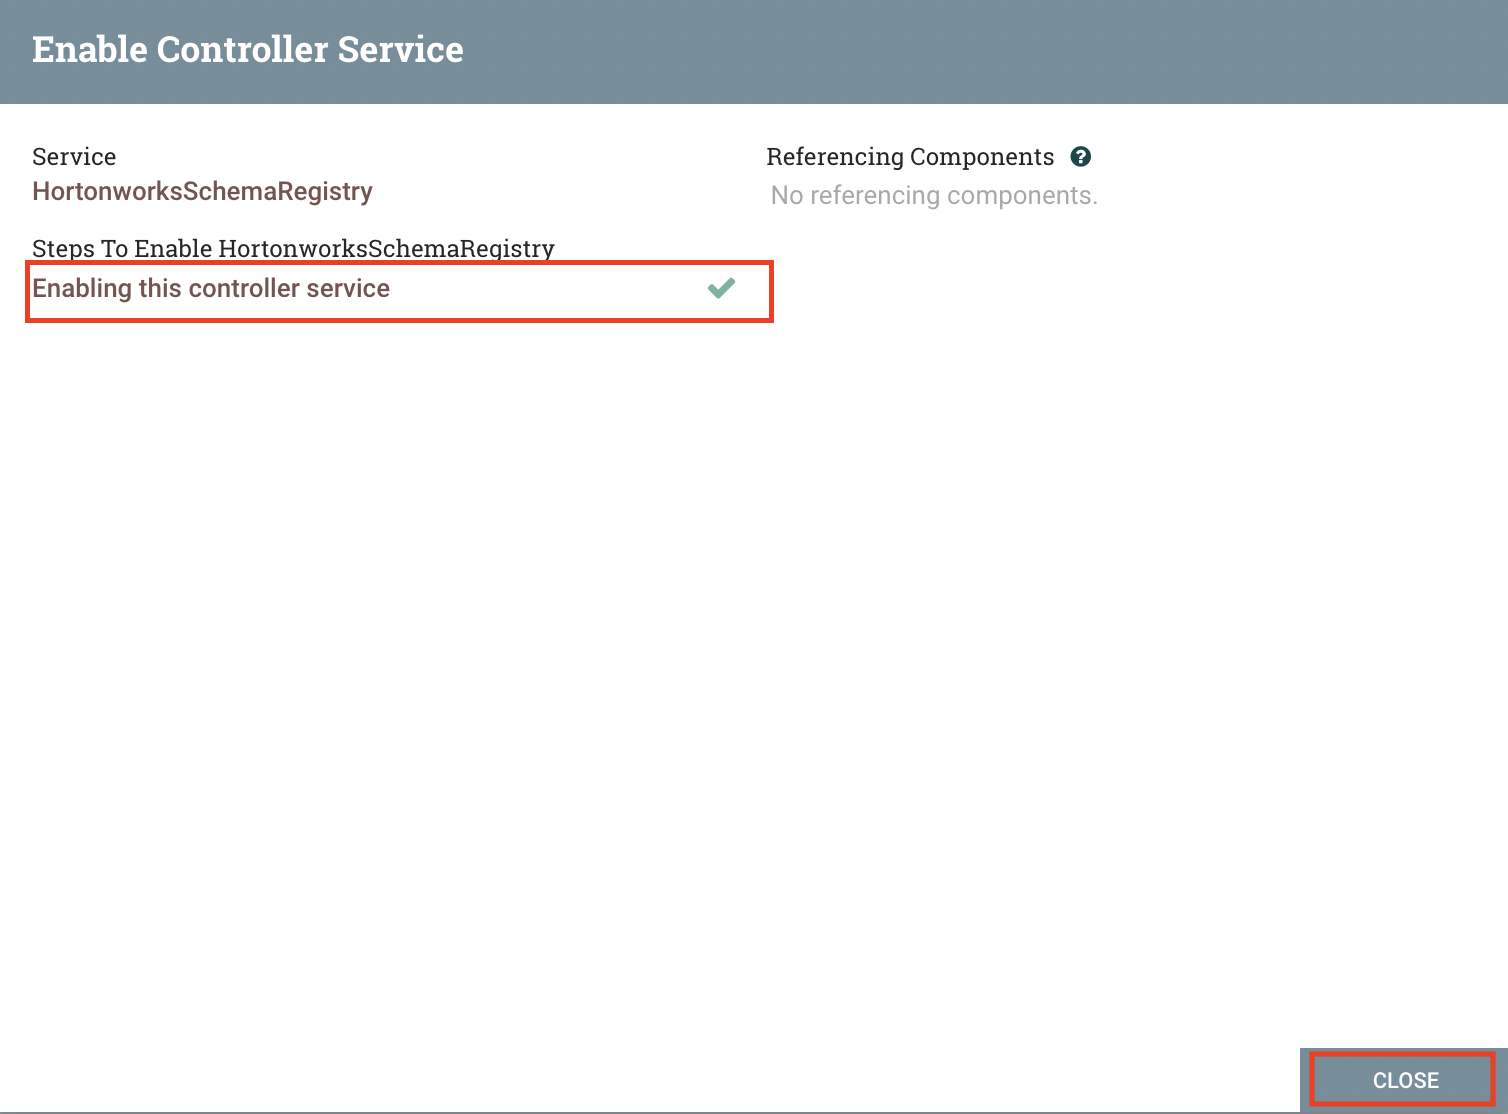 Enable Controller Service
Service
HortonworksSchemaRegistry
Steps To Enable HortonworksSchemaRegistry
Enabling this controller service
Referencing Components ?
No referencing components.
CLOSE